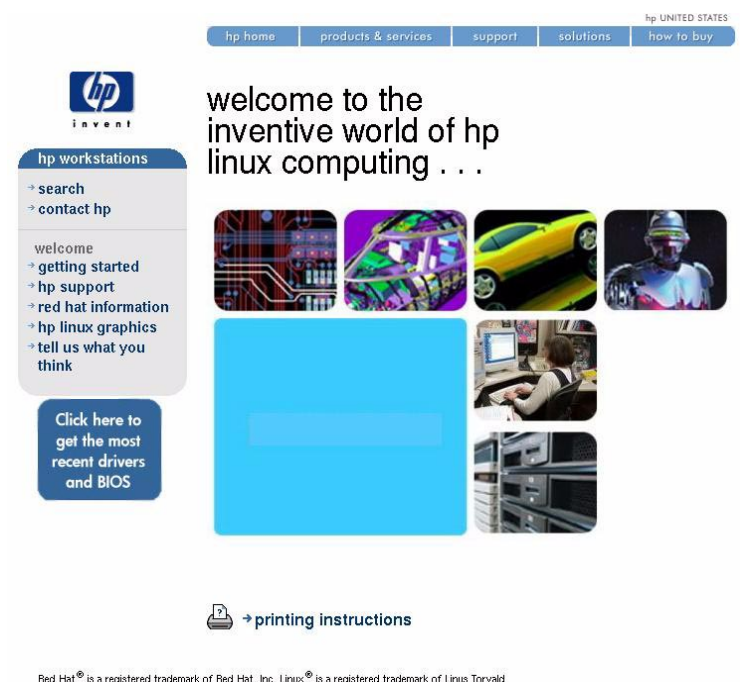 hp UNITED STATES
hp home products & services support solutions how to buy
hp
invent
welcome to the
inventive world of hp
linux computing . . .
hp workstations
search
contact hp
welcome
getting started
hp support
red hat information
hp linux graphics
tell us what you
think
Click here to
get the most
recent drivers
and BIOS
printing instructions
Red Hat® is a registered trademark of Red Hat, Inc. Linux® is a registered trademark of Linus Torvald